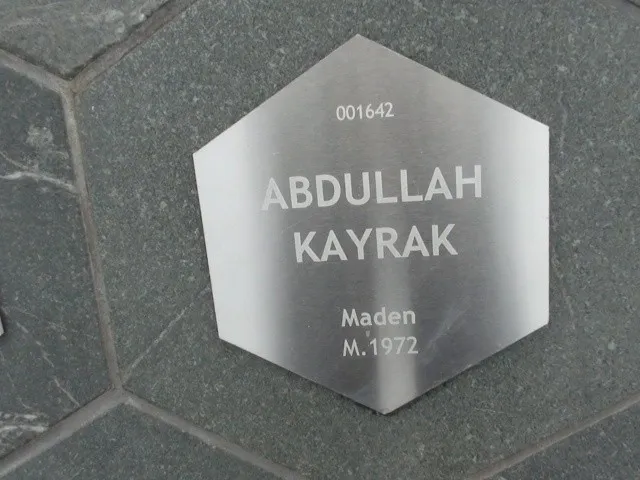 001642
ABDULLAH
KAYRAK
Maden
M.1972